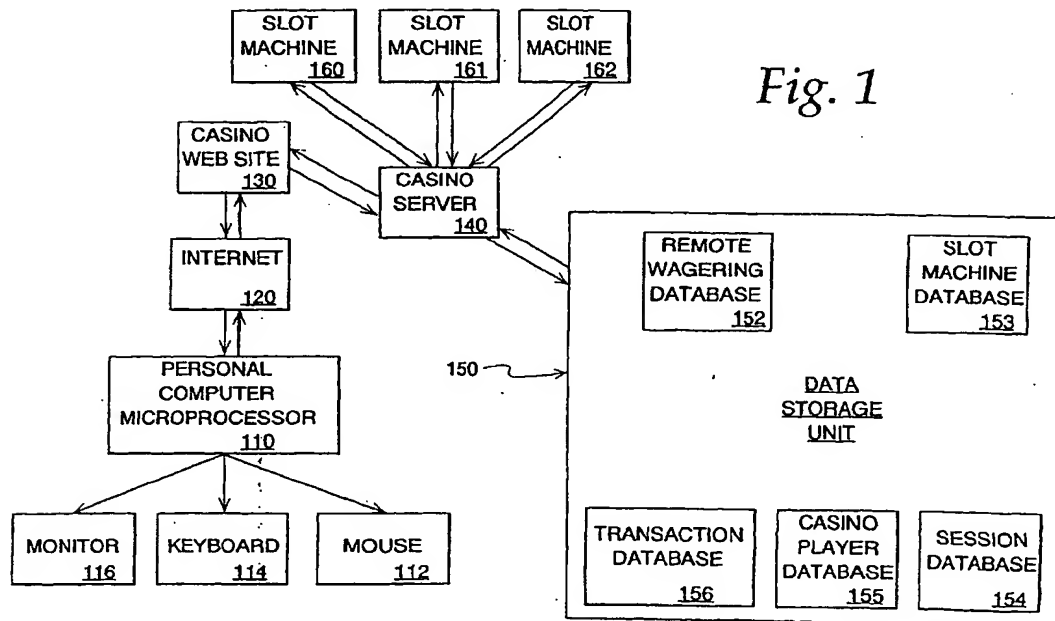 SLOT
MACHINE
160
SLOT
MACHINE
161
SLOT
MACHINE
162
Fig. 1
CASINO
WEB SITE
130
CASINO
SERVER
140
INTERNET
120
PERSONAL
COMPUTER
MICROPROCESSOR
110
MONITOR
116
KEYBOARD
114
MOUSE
112
150
REMOTE
WAGERING
DATABASE
152
SLOT
MACHINE
DATABASE
153
DATA
STORAGE
UNIT
TRANSACTION
DATABASE
156
CASINO
PLAYER
DATABASE
155
SESSION
DATABASE
154